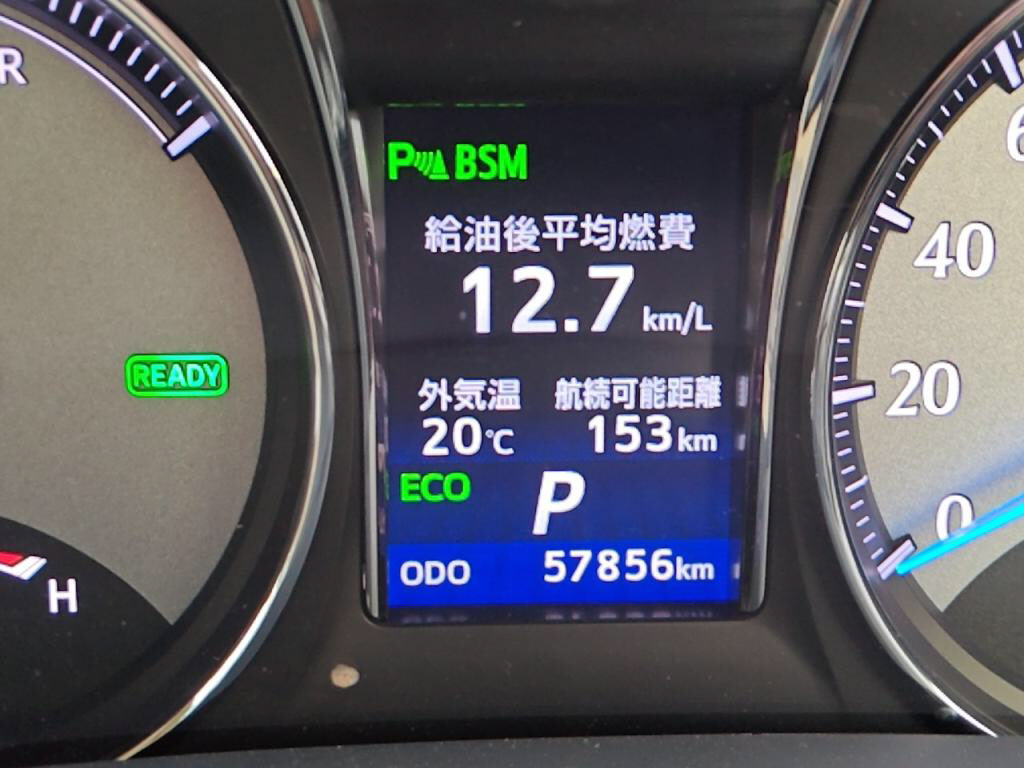 R
P BSM
給油後平均燃費
12.7 km/L
外気温 航続可能距離
20℃ 153km
ECO P
ODO 57856km
READY
H
6
40
20
0